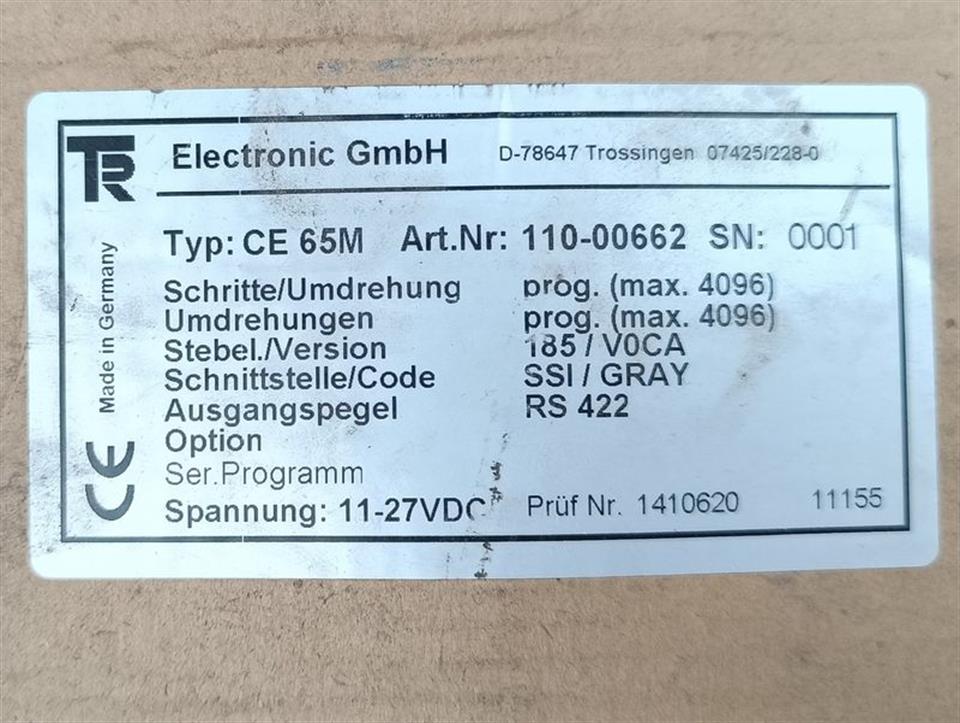 TR Electronic GmbH D-78647 Trossingen 07425/228-0
Typ: CE 65M Art.Nr: 110-00662 SN: 0001
Schritte/Umdrehung prog. (max. 4096)
Umdrehungen prog. (max. 4096)
Stebel./Version 185 / V0CA
Schnittstelle/Code SSI / GRAY
Ausgangspegel RS 422
Option
Ser.Programm
Spannung: 11-27VDC Prüf Nr. 1410620 11155
Made in Germany
CE